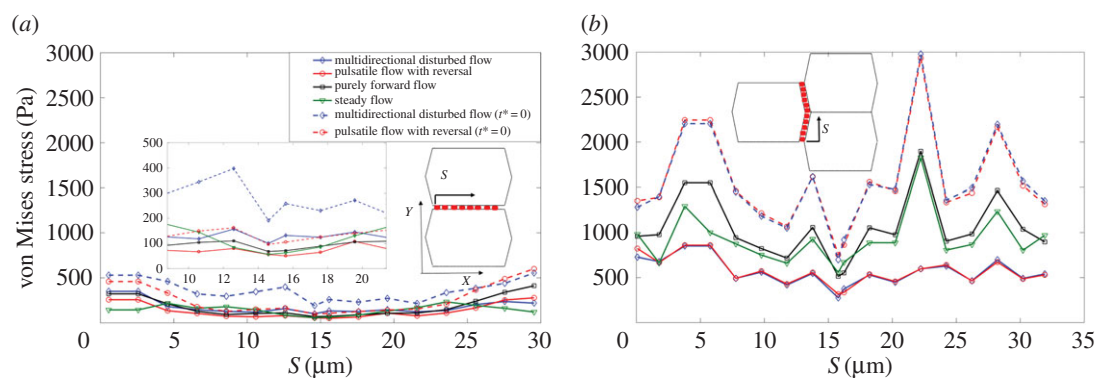 (a)
3000
2500
2000
1500
1000
500
0
von Mises stress (Pa)
multidirectional disturbed flow
pulsatile flow with reversal
purely forward flow
steady flow
multidirectional disturbed flow (t* = 0)
pulsatile flow with reversal (t* = 0)
500
400
300
200
100
0
10 12 14 16 18 20
S
Y
X
5 10 15 20 25 30
S (μm)
(b)
3000
2500
2000
1500
1000
500
S
0 5 10 15 20 25 30 35
S (μm)